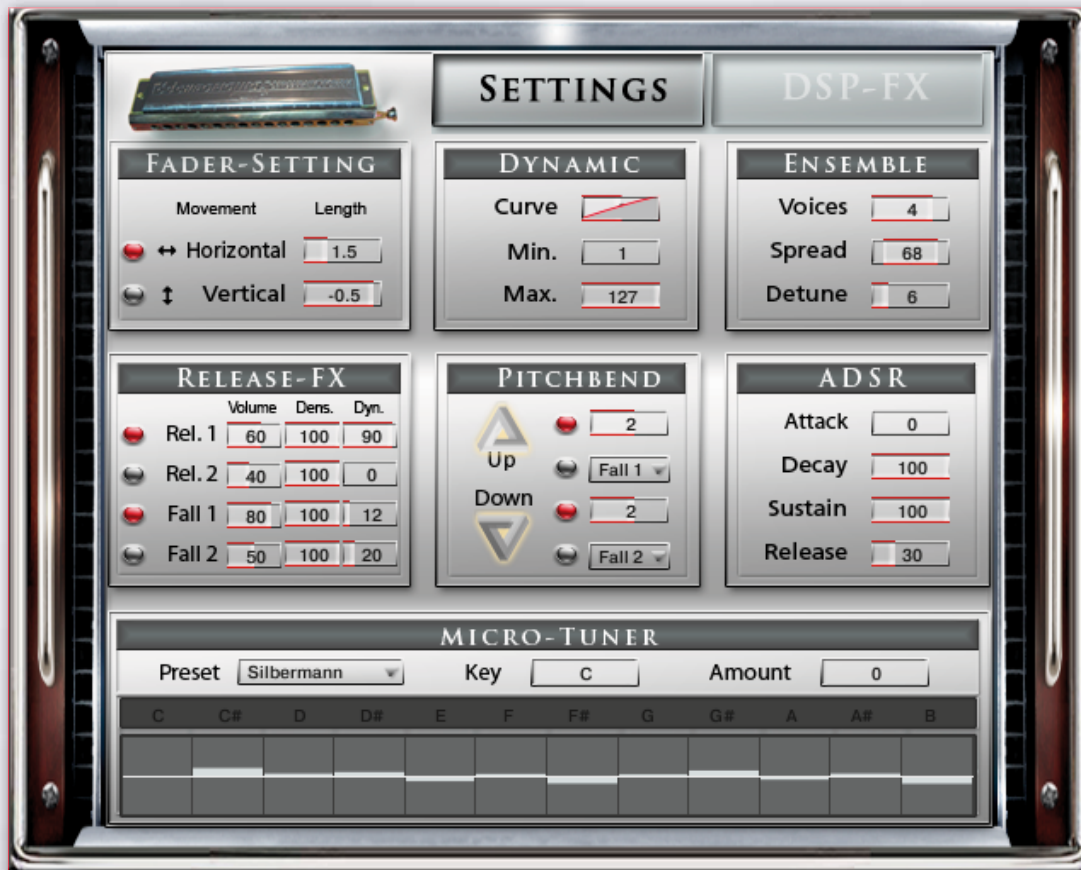 SETTINGS
DSP-FX
FADER-SETTING
Movement Length
Horizontal 1.5
Vertical -0.5
DYNAMIC
Curve
Min. 1
Max. 127
ENSEMBLE
Voices 4
Spread 68
Detune 6
RELEASE-FX
Volume Dens. Dyn.
Rel. 1 60 100 90
Rel. 2 40 100 0
Fall 1 80 100 12
Fall 2 50 100 20
PITCHBEND
Up
2
Fall 1
Down
2
Fall 2
ADSR
Attack 0
Decay 100
Sustain 100
Release 30
MICRO-TUNER
Preset Silbermann Key C Amount 0
C C# D D# E F F# G G# A A# B